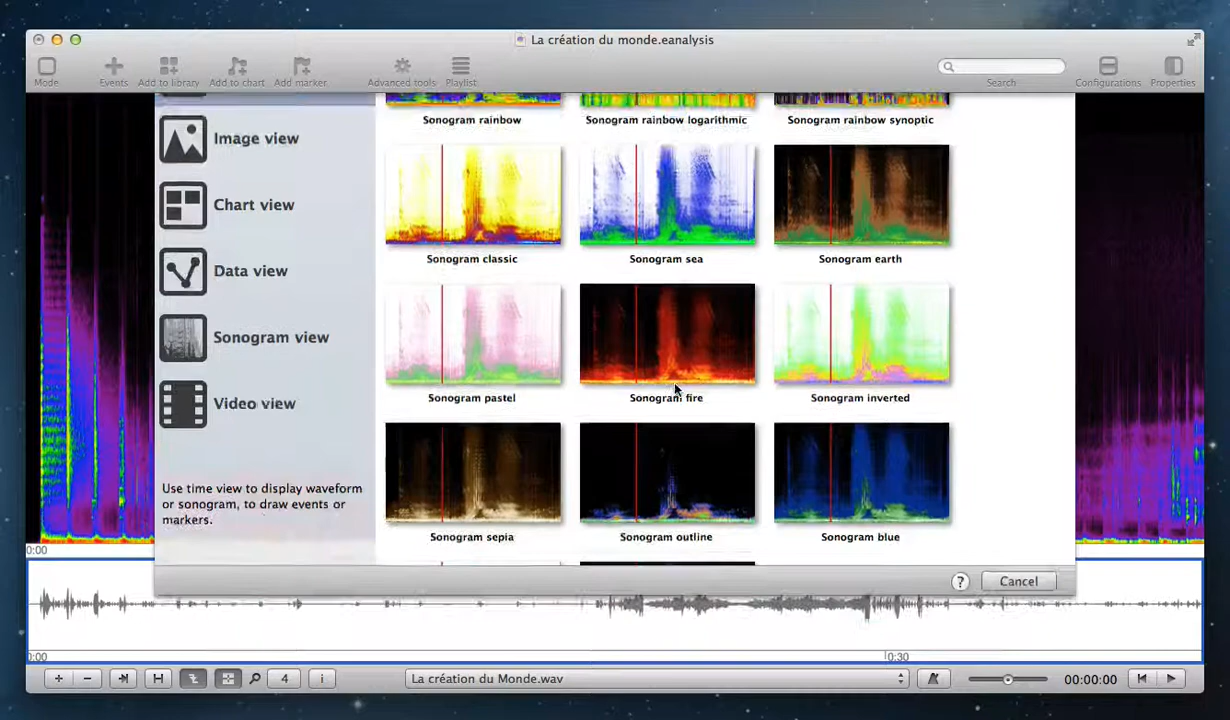 La création du monde.eanalysis
Mode Events Add to library Add to chart Add marker Advanced tools Playlist Search Configurations Properties
Sonogram rainbow Sonogram rainbow logarithmic Sonogram rainbow synoptic
Image view
Chart view
Data view
Sonogram view
Video view
Use time view to display waveform
or sonogram, to draw events or
markers.
Sonogram classic Sonogram sea Sonogram earth
Sonogram pastel Sonogram fire Sonogram inverted
Sonogram sepia Sonogram outline Sonogram blue
? Cancel
0:00
0:00 0:30
4 i La création du Monde.wav 00:00:00